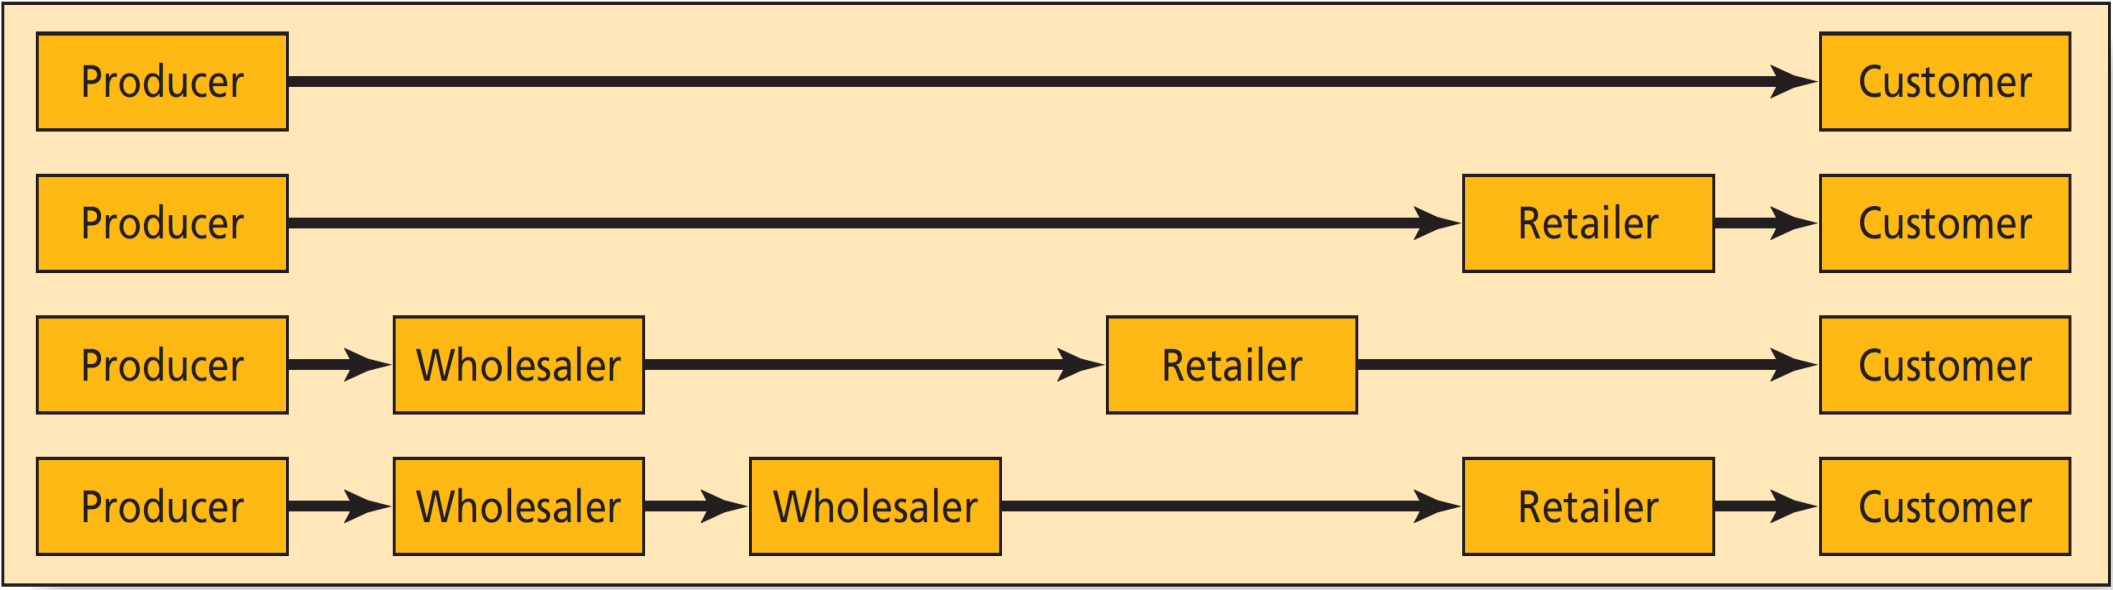 Producer Customer
Producer Retailer Customer
Producer Wholesaler Retailer Customer
Producer Wholesaler Wholesaler Retailer Customer